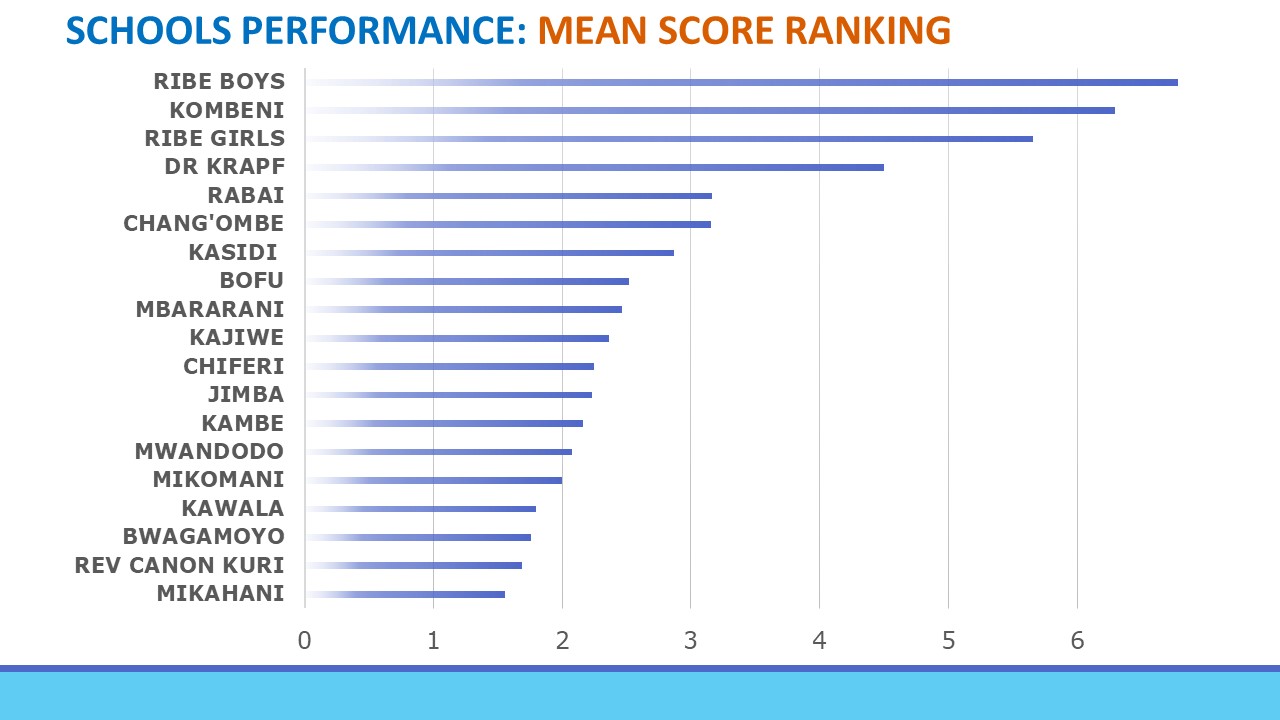 SCHOOLS PERFORMANCE: MEAN SCORE RANKING
RIBE BOYS
KOMBENI
RIBE GIRLS
DR KRAPF
RABAI
CHANG'OMBE
KASIDI
BOFU
MBARARANI
KAJIWE
CHIFERI
JIMBA
KAMBE
MWANDODO
MIKOMANI
KAWALA
BWAGAMOYO
REV CANON KURI
MIKAHANI
0 1 2 3 4 5 6